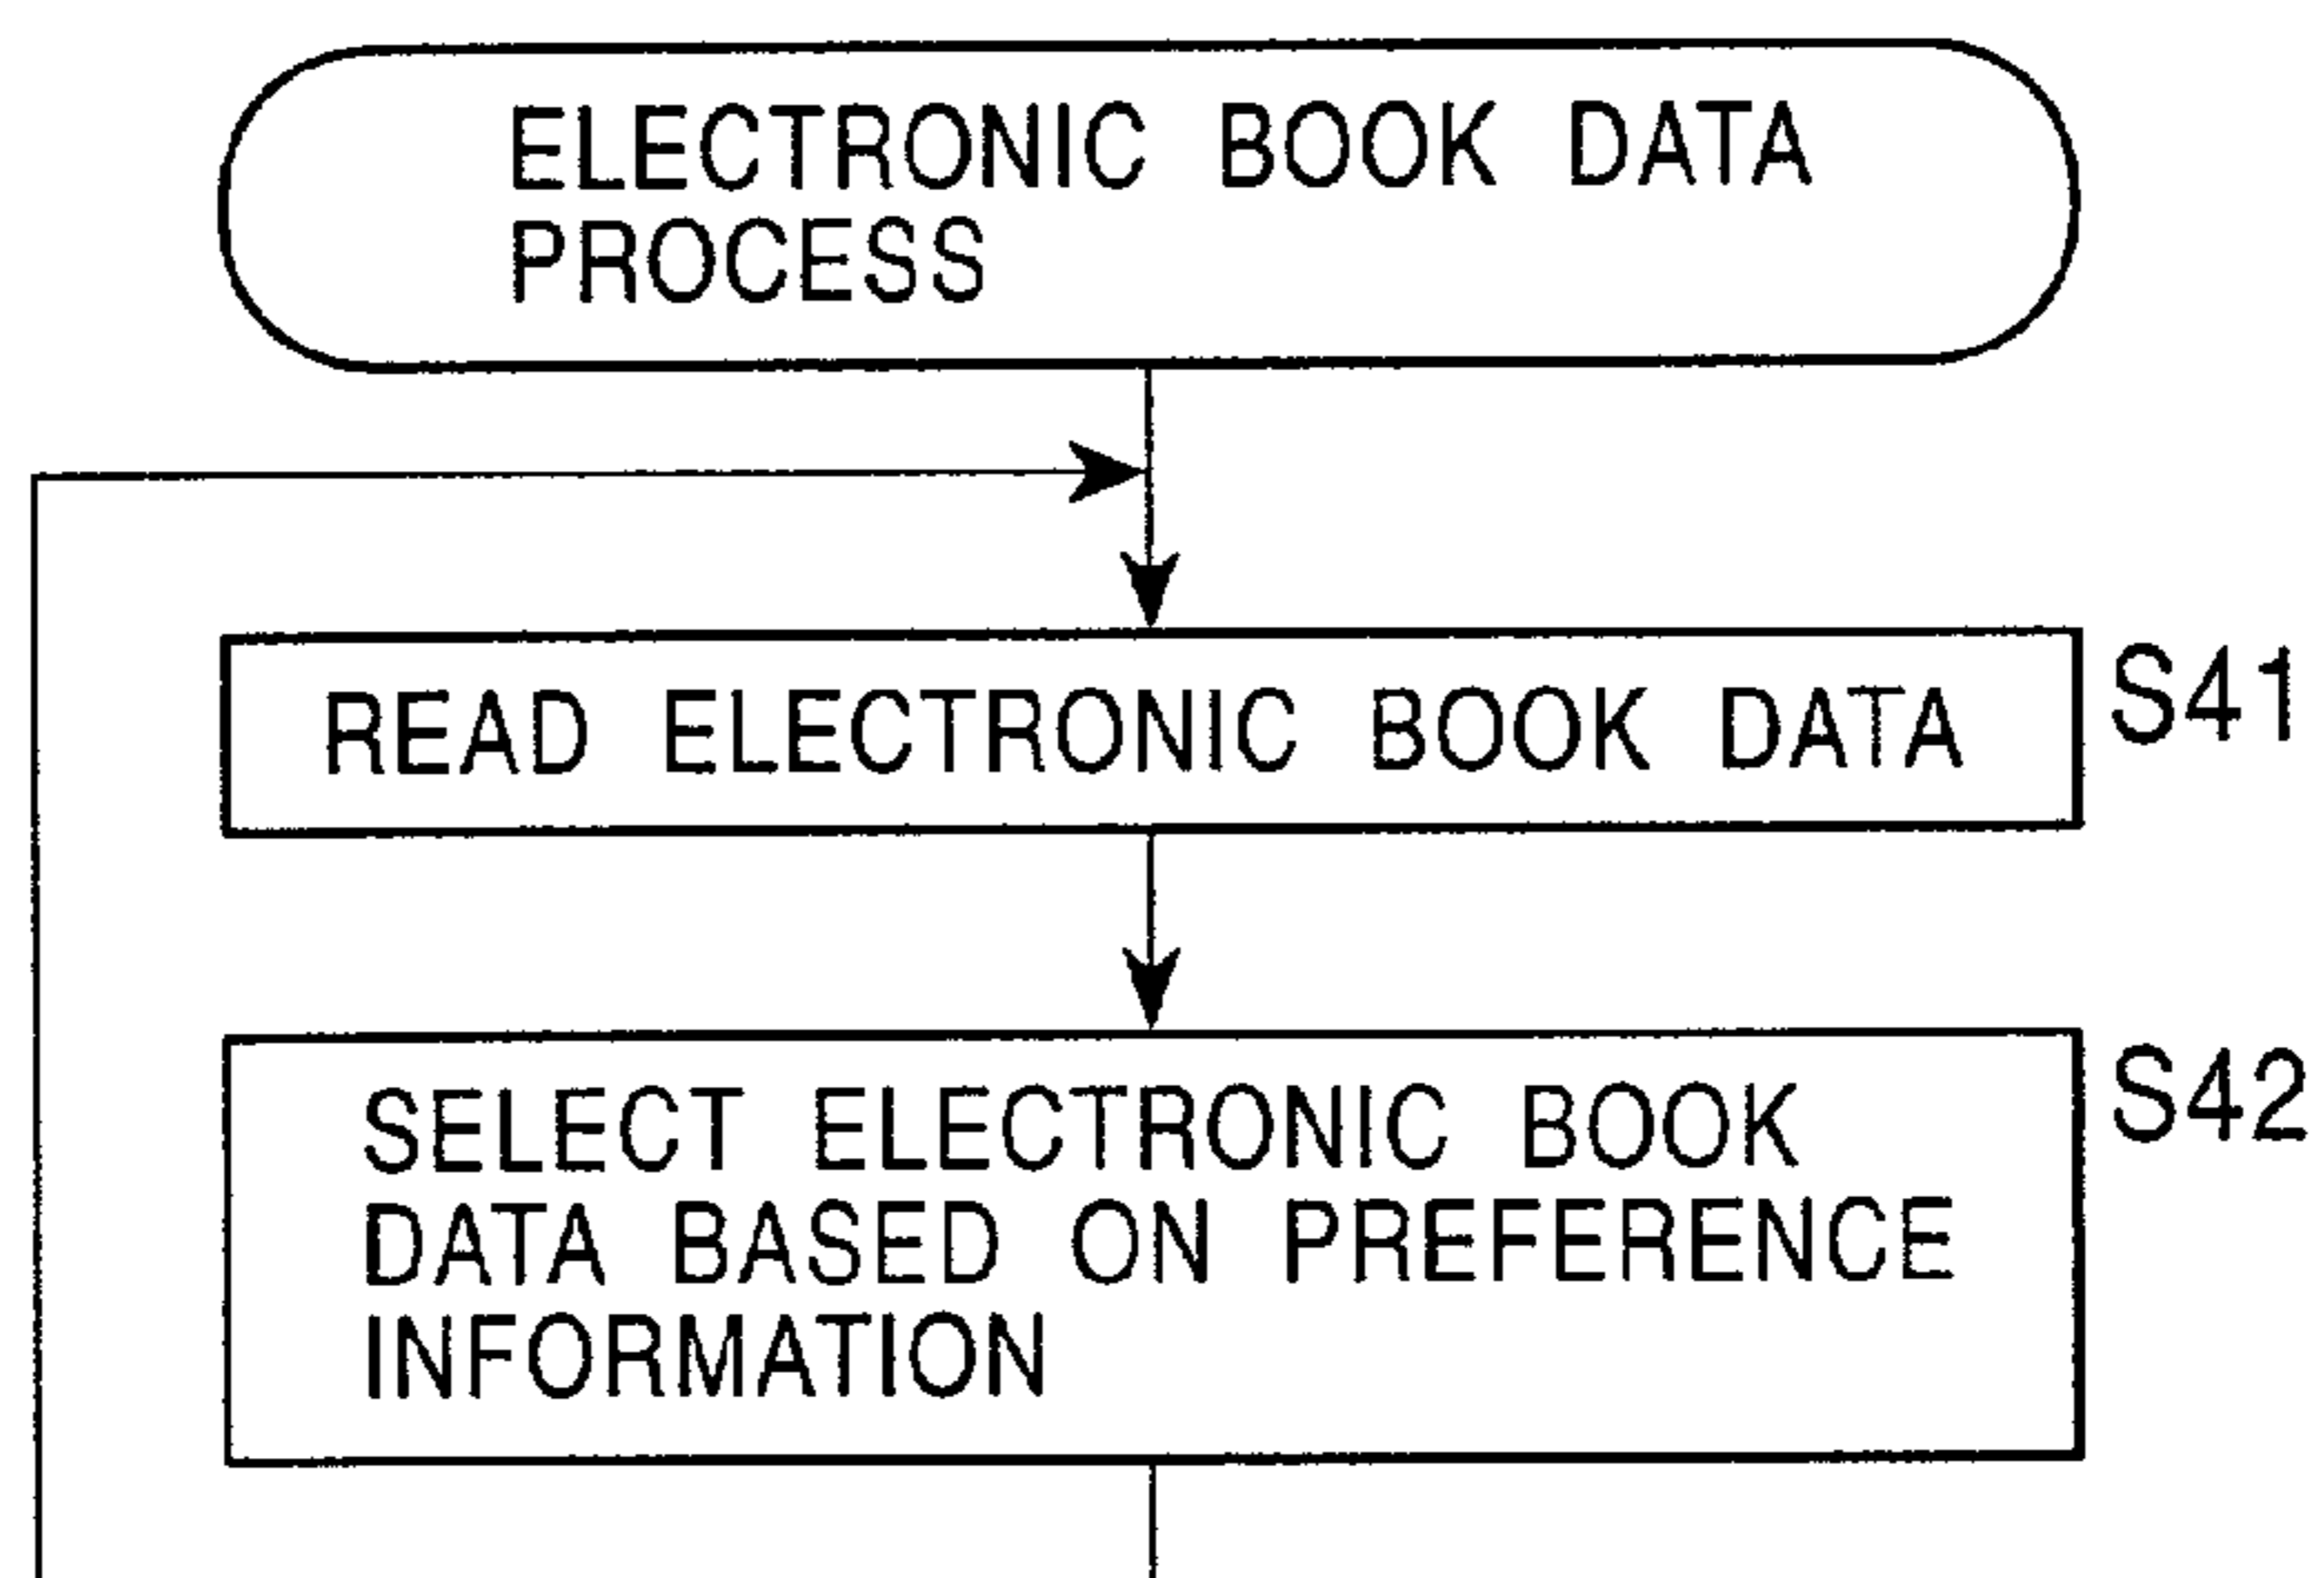 ELECTRONIC BOOK DATA
PROCESS
READ ELECTRONIC BOOK DATA
S41
SELECT ELECTRONIC BOOK
DATA BASED ON PREFERENCE
INFORMATION
S42